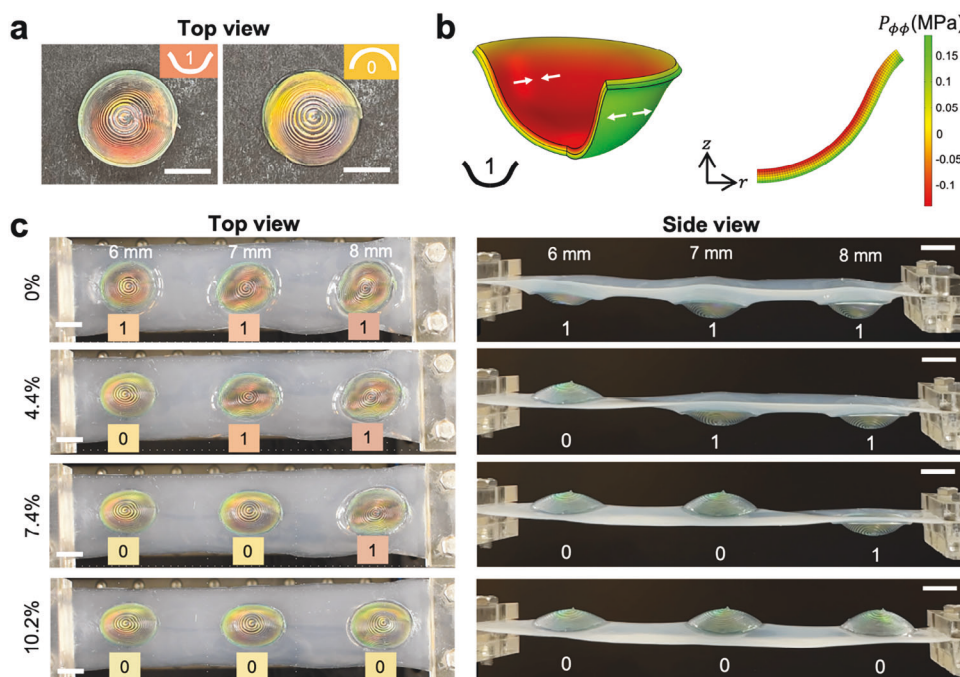 a
Top view
1
0
b
1
z
r
P_ϕϕ(MPa)
0.15
0.1
0.05
0
-0.05
-0.1
c
Top view
Side view
0%
6 mm 7 mm 8 mm
1 1 1
6 mm 7 mm 8 mm
1 1 1
4.4%
0 1 1
0 1 1
7.4%
0 0 1
0 0 1
10.2%
0 0 0
0 0 0